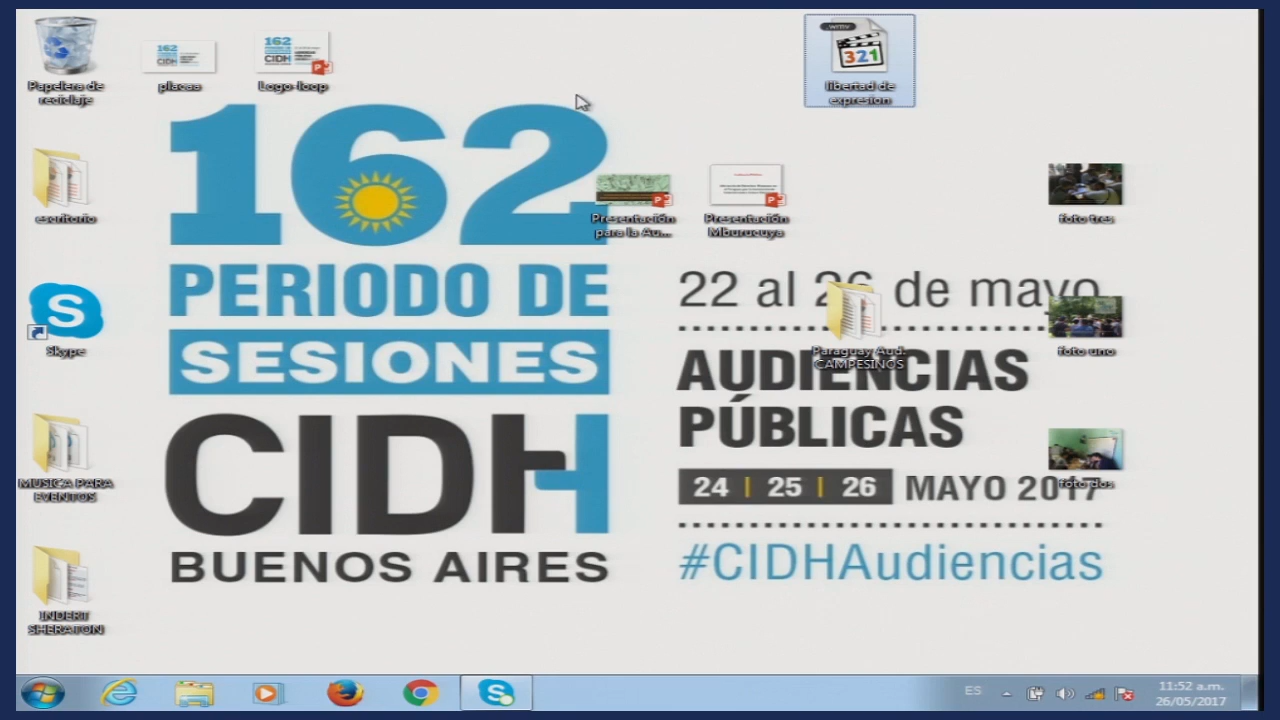 Papelera de
reciclaje
placaa
162
CIDH
Logo-loop
.wmv
321
libertad de
expresion
escritorio
Presentación
para la Au...
Presentación
Mburucuya
foto tres
Skype
Paraguay Aud.
CAMPESINOS
foto uno
MUSICA PARA
EVENTOS
foto dos
INDERT
SHERATON
162
PERIODO DE
SESIONES
CIDH
BUENOS AIRES
22 al 26 de mayo
AUDIENCIAS
PÚBLICAS
24 | 25 | 26 MAYO 2017
#CIDHAudiencias
ES
11:52 a.m.
26/05/2017